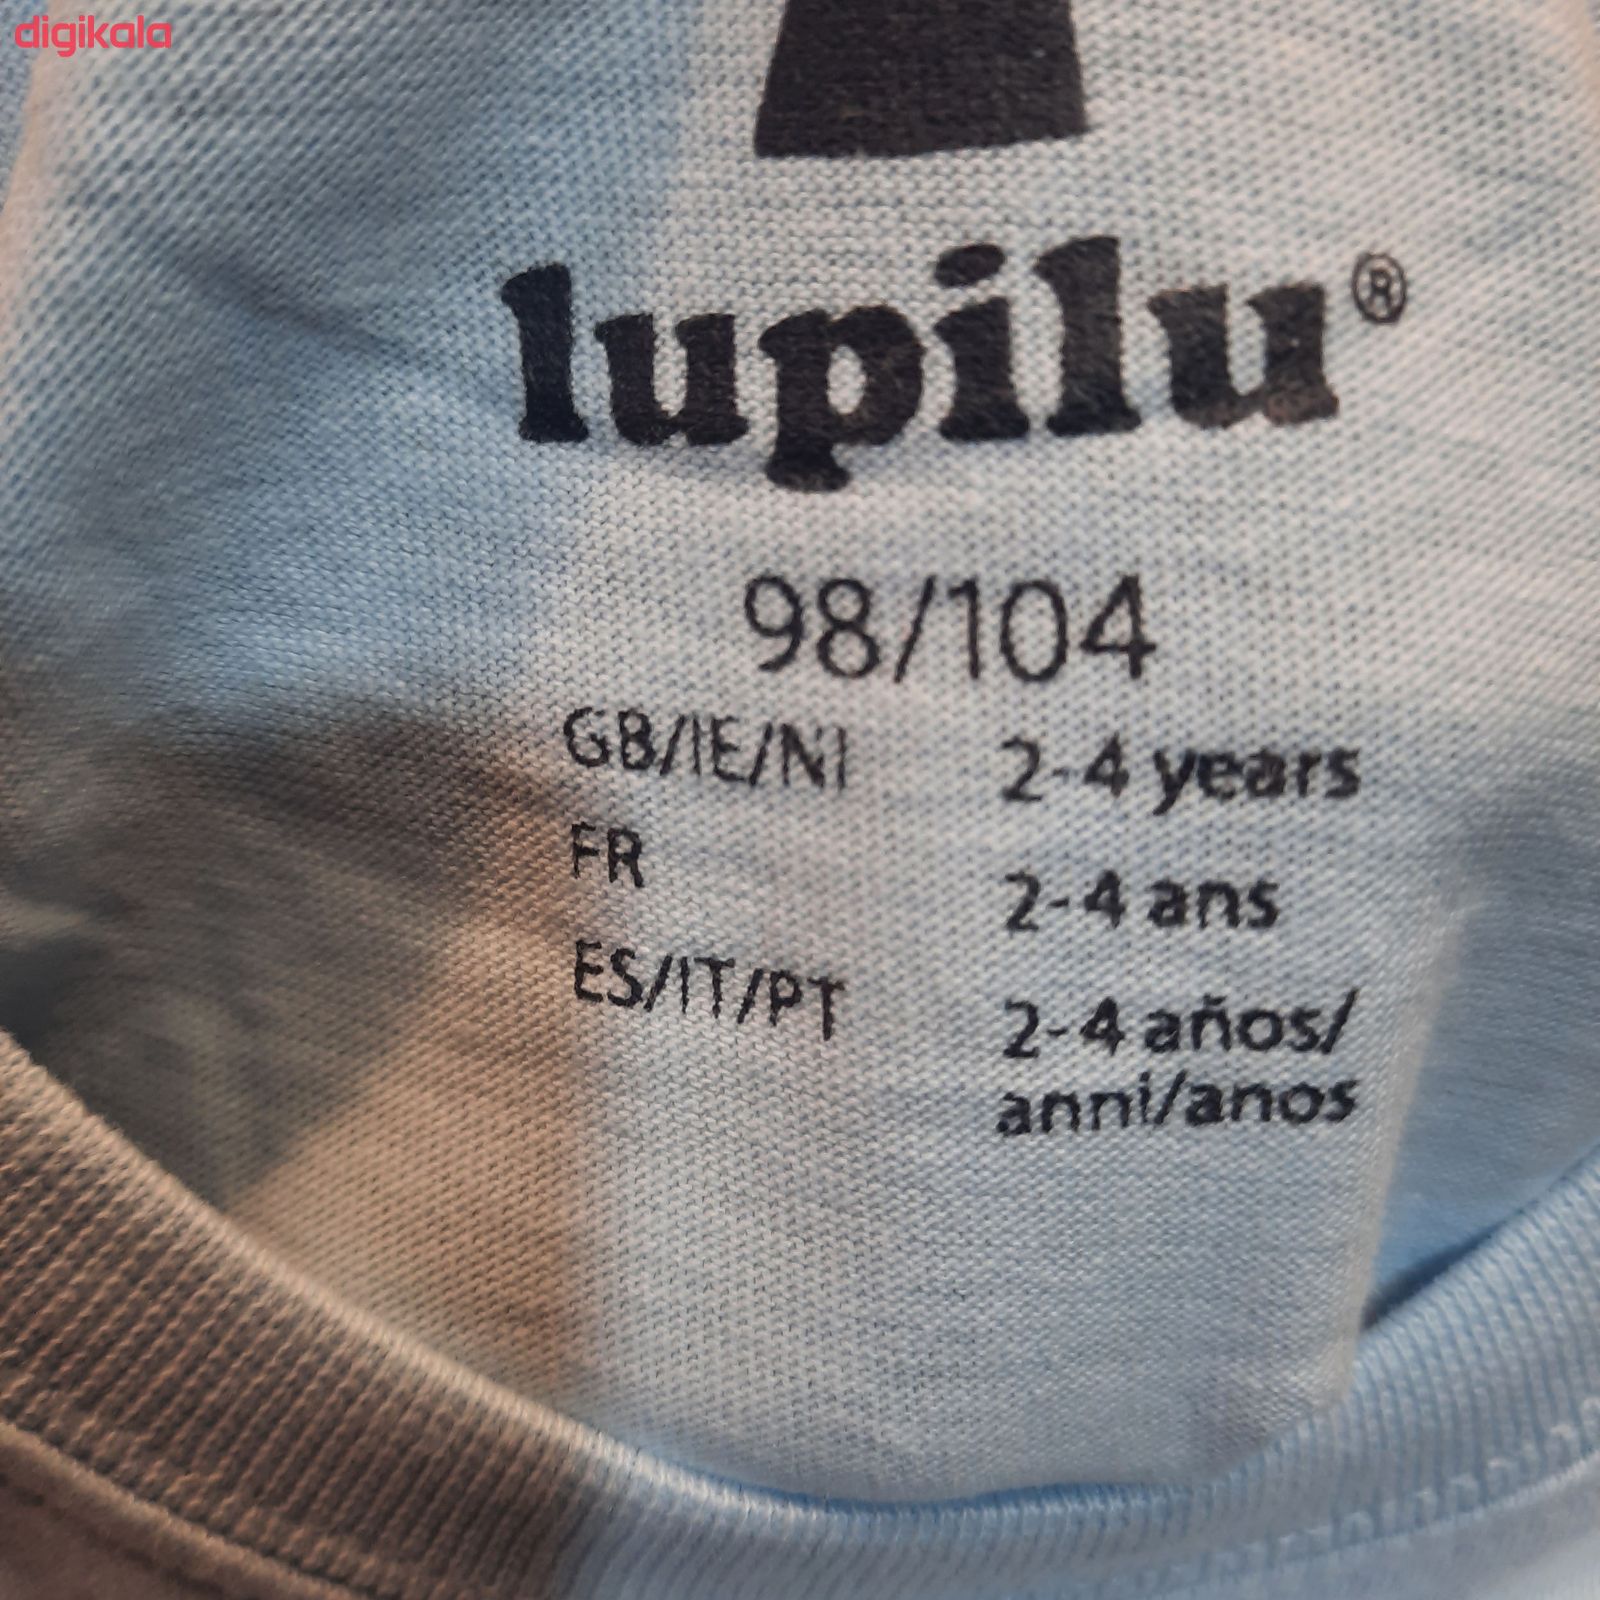 digikala
lupilu®
98/104
GB/IE/NI 2-4 years
FR 2-4 ans
ES/IT/PT 2-4 años/
anni/anos